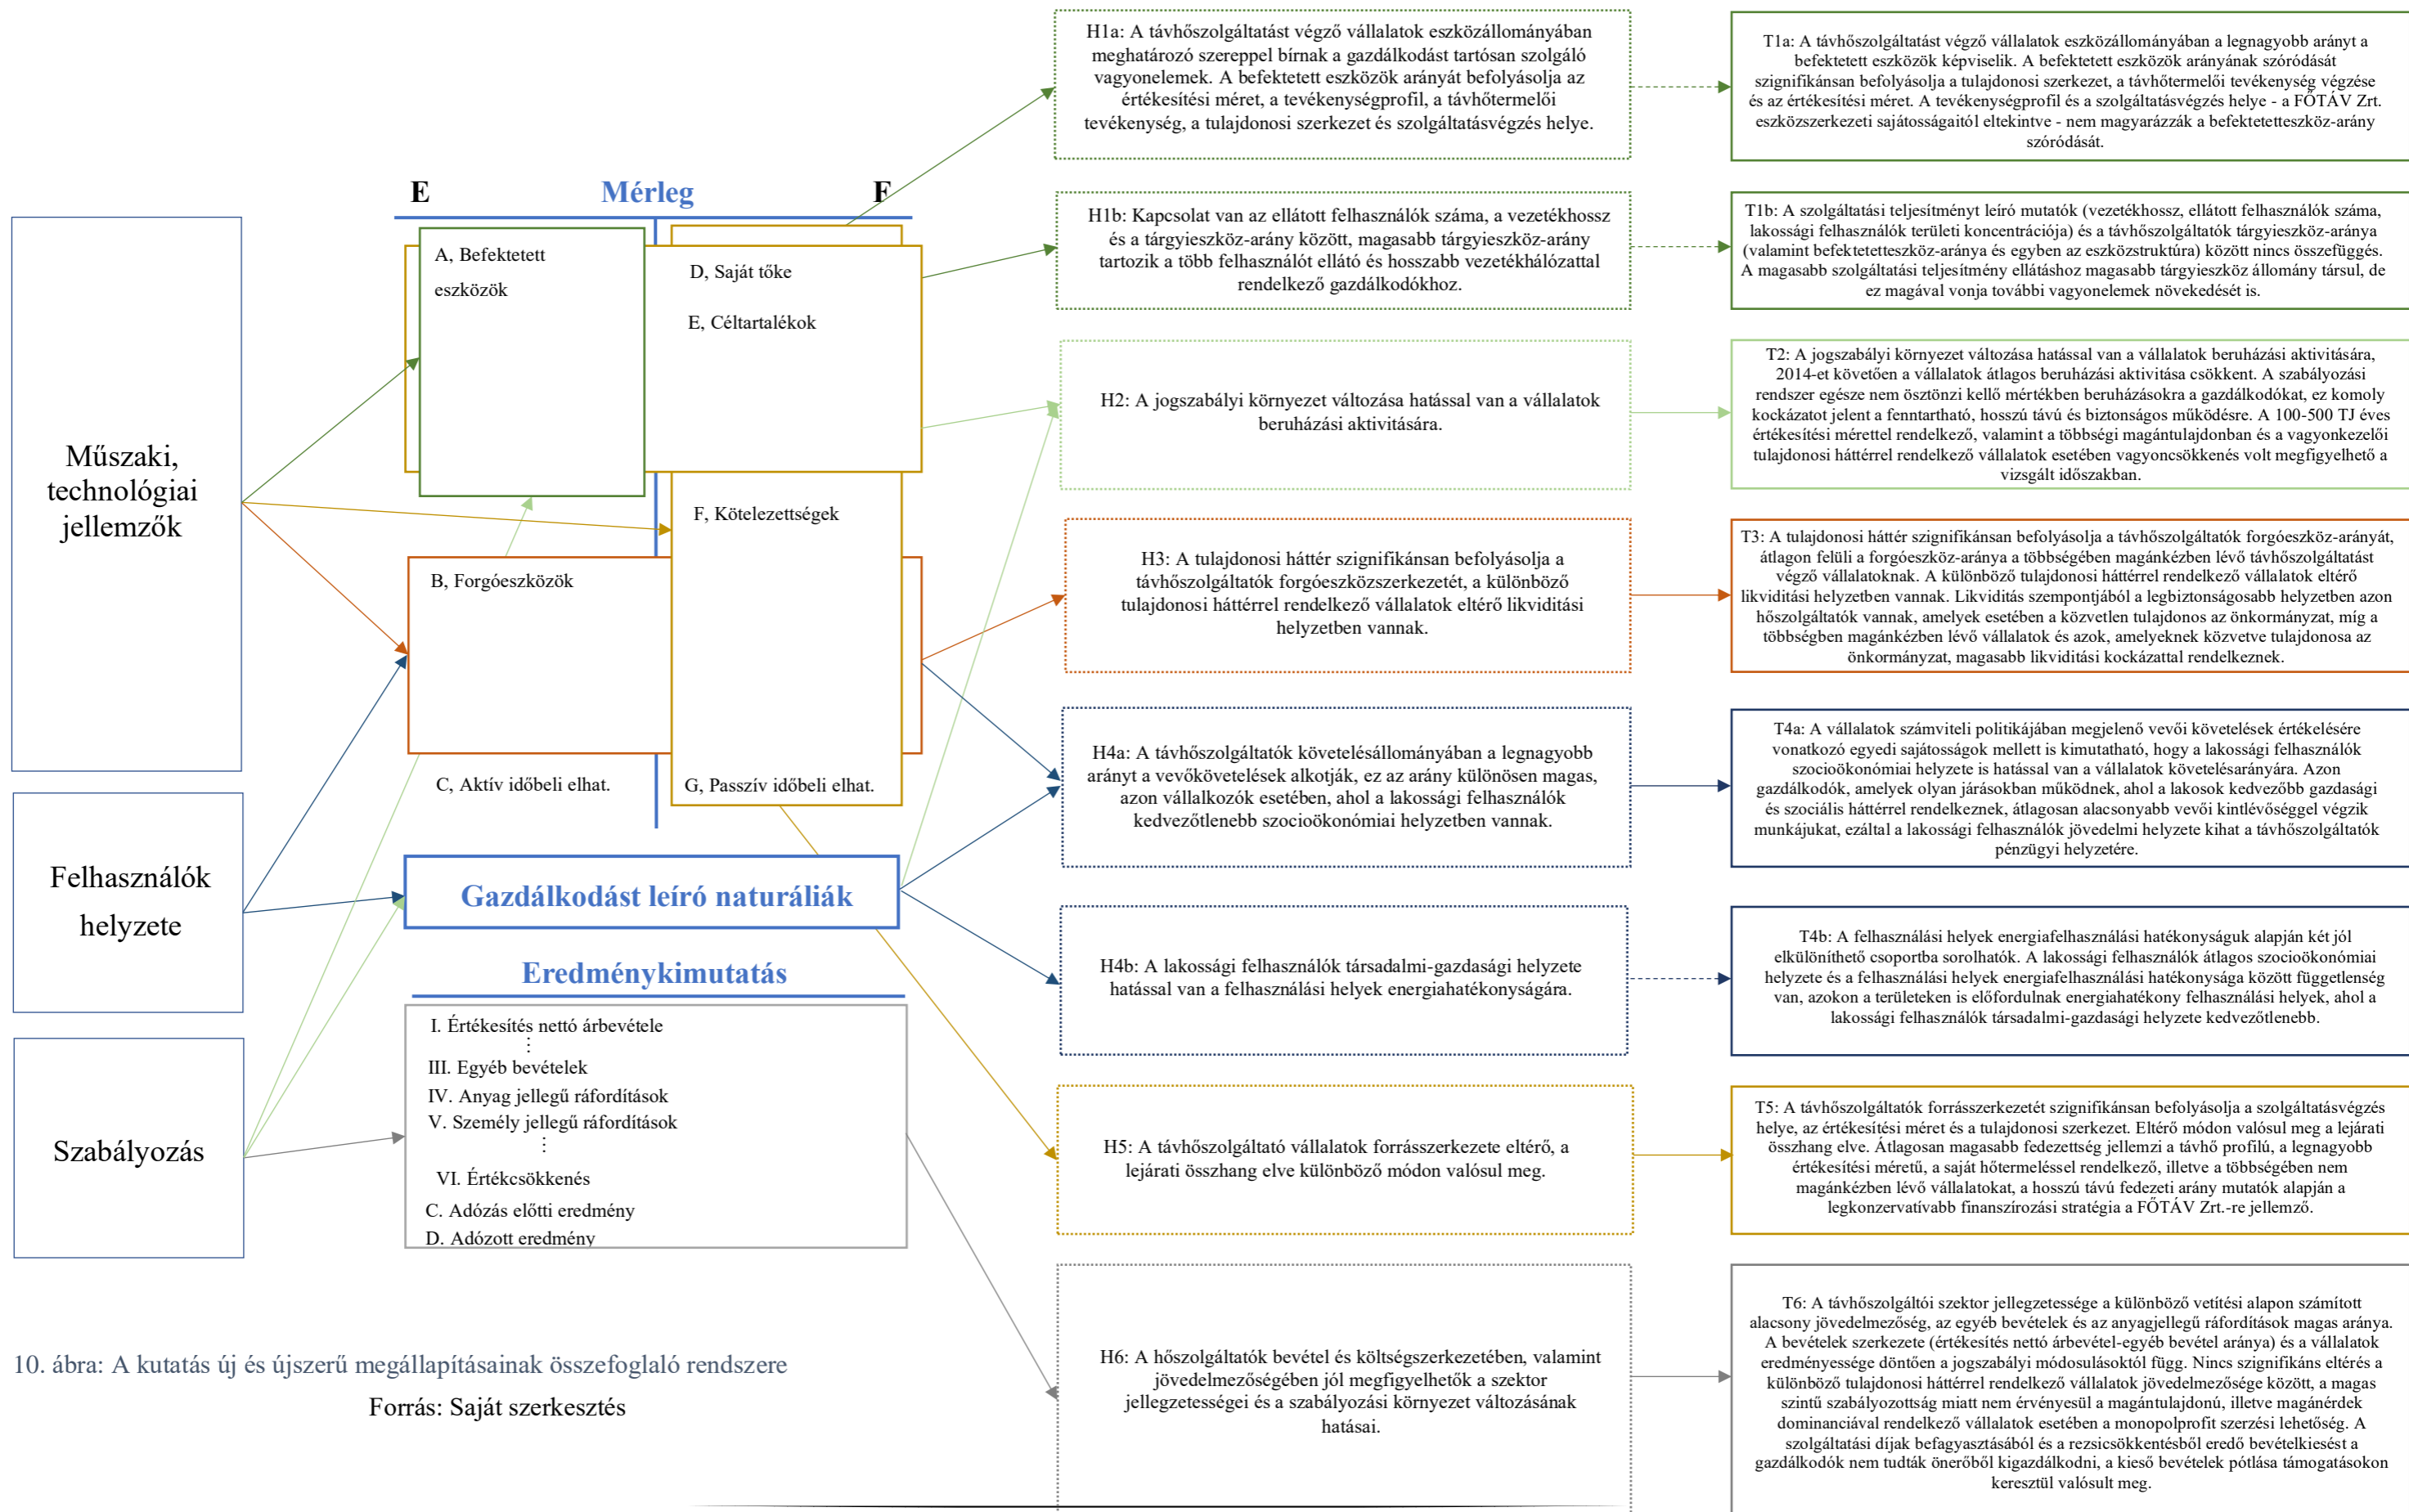 Műszaki,
technológiai
jellemzők
Felhasználók
helyzete
Szabályozás
E
Mérleg
F
A, Befektetett
eszközök
D, Saját tőke
E, Céltartalékok
F, Kötelezettségek
B, Forgóeszközök
C, Aktív időbeli elhat.
G, Passzív időbeli elhat.
Gazdálkodást leíró naturáliák
Eredménykimutatás
I. Értékesítés nettó árbevétele
⋮
III. Egyéb bevételek
IV. Anyag jellegű ráfordítások
V. Személy jellegű ráfordítások
⋮
VI. Értékcsökkenés
C. Adózás előtti eredmény
D. Adózott eredmény
H1a: A távhőszolgáltatást végző vállalatok eszközállományában
meghatározó szereppel bírnak a gazdálkodást tartósan szolgáló
vagyonelemek. A befektetett eszközök arányát befolyásolja az
értékesítési méret, a tevékenységprofil, a távhőtermelői
tevékenység, a tulajdonosi szerkezet és szolgáltatásvégzés helye.
H1b: Kapcsolat van az ellátott felhasználók száma, a vezetékhossz
és a tárgyieszköz-arány között, magasabb tárgyieszköz-arány
tartozik a több felhasználót ellátó és hosszabb vezetékhálózattal
rendelkező gazdálkodókhoz.
H2: A jogszabályi környezet változása hatással van a vállalatok
beruházási aktivitására.
H3: A tulajdonosi háttér szignifikánsan befolyásolja a
távhőszolgáltatók forgóeszközszerkezetét, a különböző
tulajdonosi háttérrel rendelkező vállalatok eltérő likviditási
helyzetben vannak.
H4a: A távhőszolgáltatók követelésállományában a legnagyobb
arányt a vevőkövetelések alkotják, ez az arány különösen magas,
azon vállalkozók esetében, ahol a lakossági felhasználók
kedvezőtlenebb szocioökonómiai helyzetben vannak.
H4b: A lakossági felhasználók társadalmi-gazdasági helyzete
hatással van a felhasználási helyek energiahatékonyságára.
H5: A távhőszolgáltató vállalatok forrásszerkezete eltérő, a
lejárati összhang elve különböző módon valósul meg.
H6: A hőszolgáltatók bevétel és költségszerkezetében, valamint
jövedelmezőségében jól megfigyelhetők a szektor
jellegzetességei és a szabályozási környezet változásának
hatásai.
T1a: A távhőszolgáltatást végző vállalatok eszközállományában a legnagyobb arányt a
befektetett eszközök képviselik. A befektetett eszközök arányának szóródását
szignifikánsan befolyásolja a tulajdonosi szerkezet, a távhőtermelői tevékenység végzése
és az értékesítési méret. A tevékenységprofil és a szolgáltatásvégzés helye - a FŐTÁV Zrt.
eszközszerkezeti sajátosságaitól eltekintve - nem magyarázzák a befektetetteszköz-arány
szóródását.
T1b: A szolgáltatási teljesítményt leíró mutatók (vezetékhossz, ellátott felhasználók száma,
lakossági felhasználók területi koncentrációja) és a távhőszolgáltatók tárgyieszköz-aránya
(valamint befektetetteszköz-aránya és egyben az eszközstruktúra) között nincs összefüggés.
A magasabb szolgáltatási teljesítmény ellátáshoz magasabb tárgyieszköz állomány társul, de
ez magával vonja további vagyonelemek növekedését is.
T2: A jogszabályi környezet változása hatással van a vállalatok beruházási aktivitására,
2014-et követően a vállalatok átlagos beruházási aktivitása csökkent. A szabályozási
rendszer egésze nem ösztönzi kellő mértékben beruházásokra a gazdálkodókat, ez komoly
kockázatot jelent a fenntartható, hosszú távú és biztonságos működésre. A 100-500 TJ éves
értékesítési mérettel rendelkező, valamint a többségi magántulajdonban és a vagyonkezelői
tulajdonosi háttérrel rendelkező vállalatok esetében vagyoncsökkenés volt megfigyelhető a
vizsgált időszakban.
T3: A tulajdonosi háttér szignifikánsan befolyásolja a távhőszolgáltatók forgóeszköz-arányát,
átlagon felüli a forgóeszköz-aránya a többségében magánkézben lévő távhőszolgáltatást
végző vállalatoknak. A különböző tulajdonosi háttérrel rendelkező vállalatok eltérő
likviditási helyzetben vannak. Likviditás szempontjából a legbiztonságosabb helyzetben azon
hőszolgáltatók vannak, amelyek esetében a közvetlen tulajdonos az önkormányzat, míg a
többségben magánkézben lévő vállalatok és azok, amelyeknek közvetve tulajdonosa az
önkormányzat, magasabb likviditási kockázattal rendelkeznek.
T4a: A vállalatok számviteli politikájában megjelenő vevői követelések értékelésére
vonatkozó egyedi sajátosságok mellett is kimutatható, hogy a lakossági felhasználók
szocioökonómiai helyzete is hatással van a vállalatok követelésarányára. Azon
gazdálkodók, amelyek olyan járásokban működnek, ahol a lakosok kedvezőbb gazdasági
és szociális háttérrel rendelkeznek, átlagosan alacsonyabb vevői kintlévőséggel végzik
munkájukat, ezáltal a lakossági felhasználók jövedelmi helyzete kihat a távhőszolgáltatók
pénzügyi helyzetére.
T4b: A felhasználási helyek energiafelhasználási hatékonyságuk alapján két jól
elkülöníthető csoportba sorolhatók. A lakossági felhasználók átlagos szocioökonómiai
helyzete és a felhasználási helyek energiafelhasználási hatékonysága között függetlenség
van, azokon a területeken is előfordulnak energiahatékony felhasználási helyek, ahol a
lakossági felhasználók társadalmi-gazdasági helyzete kedvezőtlenebb.
T5: A távhőszolgáltatók forrásszerkezetét szignifikánsan befolyásolja a szolgáltatásvégzés
helye, az értékesítési méret és a tulajdonosi szerkezet. Eltérő módon valósul meg a lejárati
összhang elve. Átlagosan magasabb fedezettség jellemzi a távhő profilú, a legnagyobb
értékesítési méretű, a saját hőtermeléssel rendelkező, illetve a többségében nem
magánkézben lévő vállalatokat, a hosszú távú fedezeti arány mutatók alapján a
legkonzervatívabb finanszírozási stratégia a FŐTÁV Zrt.-re jellemző.
T6: A távhőszolgáltatói szektor jellegzetessége a különböző vetítési alapon számított
alacsony jövedelmezőség, az egyéb bevételek és az anyagjellegű ráfordítások magas aránya.
A bevételek szerkezete (értékesítés nettó árbevétel-egyéb bevétel aránya) és a vállalatok
eredményessége döntően a jogszabályi módosulásoktól függ. Nincs szignifikáns eltérés a
különböző tulajdonosi háttérrel rendelkező vállalatok jövedelmezősége között, a magas
szintű szabályozottság miatt nem érvényesül a magántulajdonú, illetve magánérdek
dominanciával rendelkező vállalatok esetében a monopolprofit szerzési lehetőség. A
szolgáltatási díjak befagyasztásából és a rezsicsökkentésből eredő bevételkiesést a
gazdálkodók nem tudták önerőből kigazdálkodni, a kieső bevételek pótlása támogatásokon
keresztül valósult meg.
10. ábra: A kutatás új és újszerű megállapításainak összefoglaló rendszere
Forrás: Saját szerkesztés